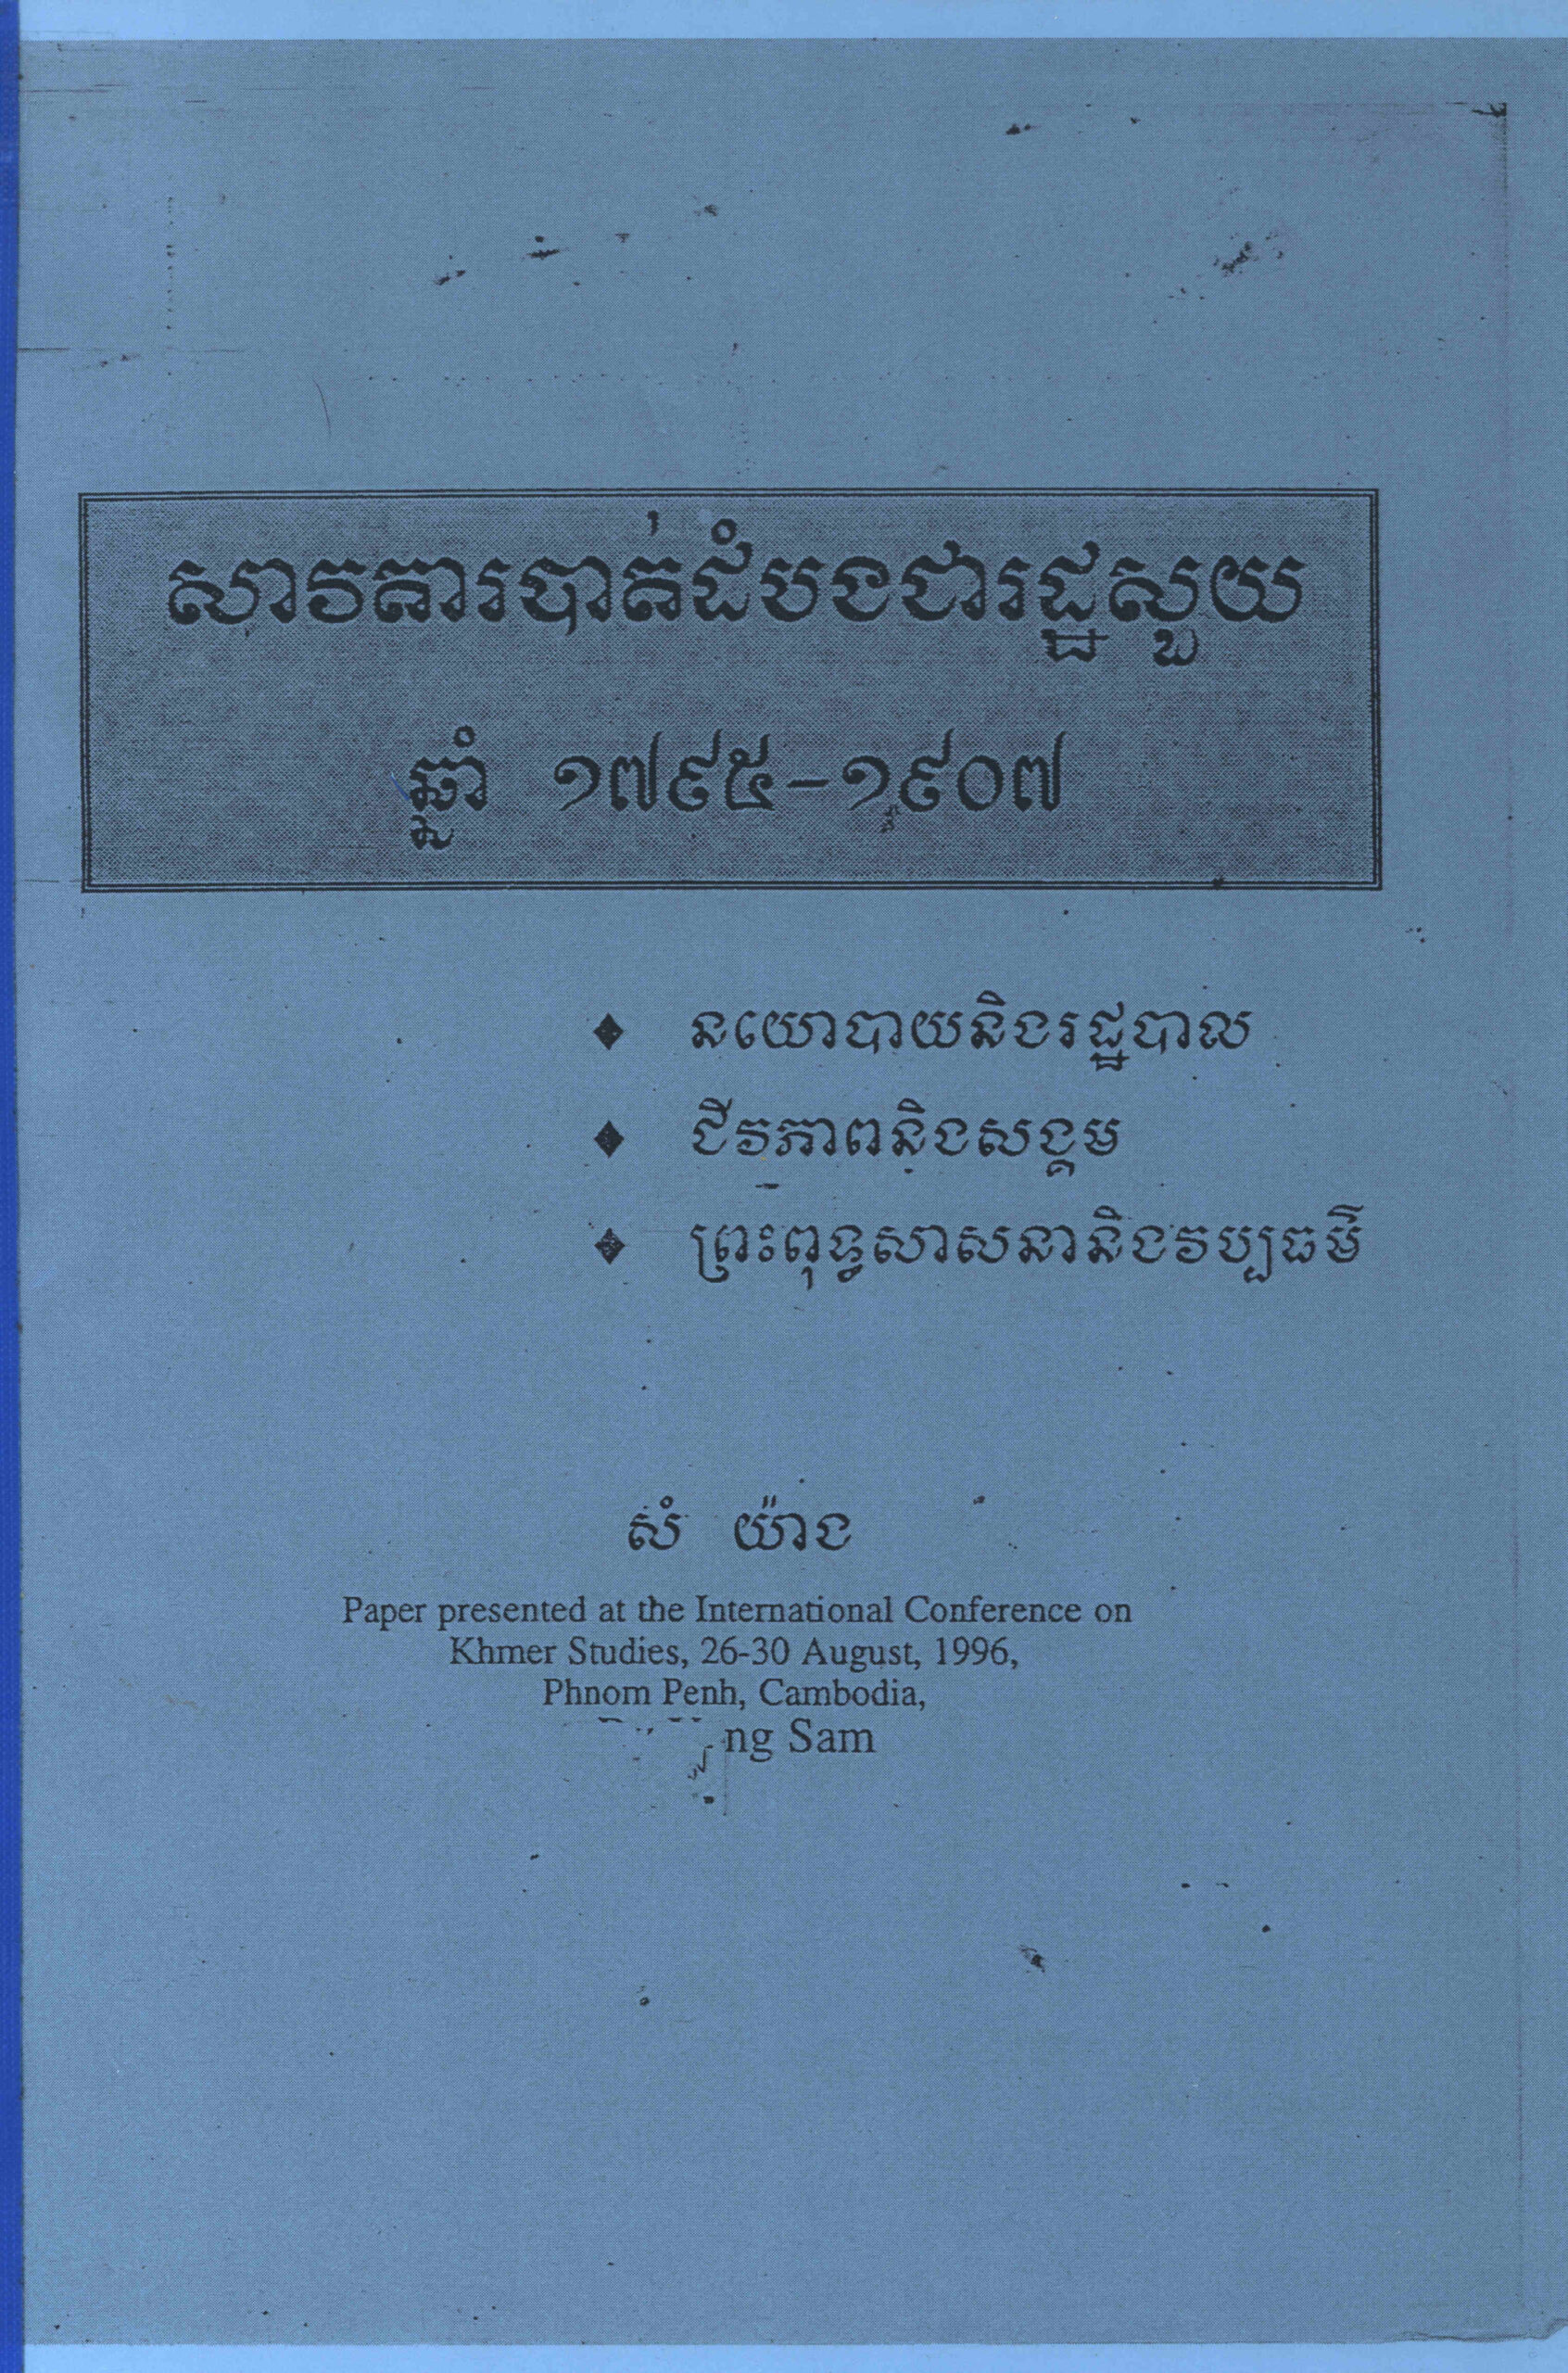 សាវតារបាត់ដំបងជារដ្ឋសួយ
ឆ្នាំ ១៧៩៥-១៩០៧
♦ នយោបាយនិងរដ្ឋបាល
♦ ជីវភាពនិងសង្គម
♦ ព្រះពុទ្ធសាសនានិងវប្បធម៌
សំ យ៉ាង
Paper presented at the International Conference on
Khmer Studies, 26-30 August, 1996,
Phnom Penh, Cambodia,
ng Sam